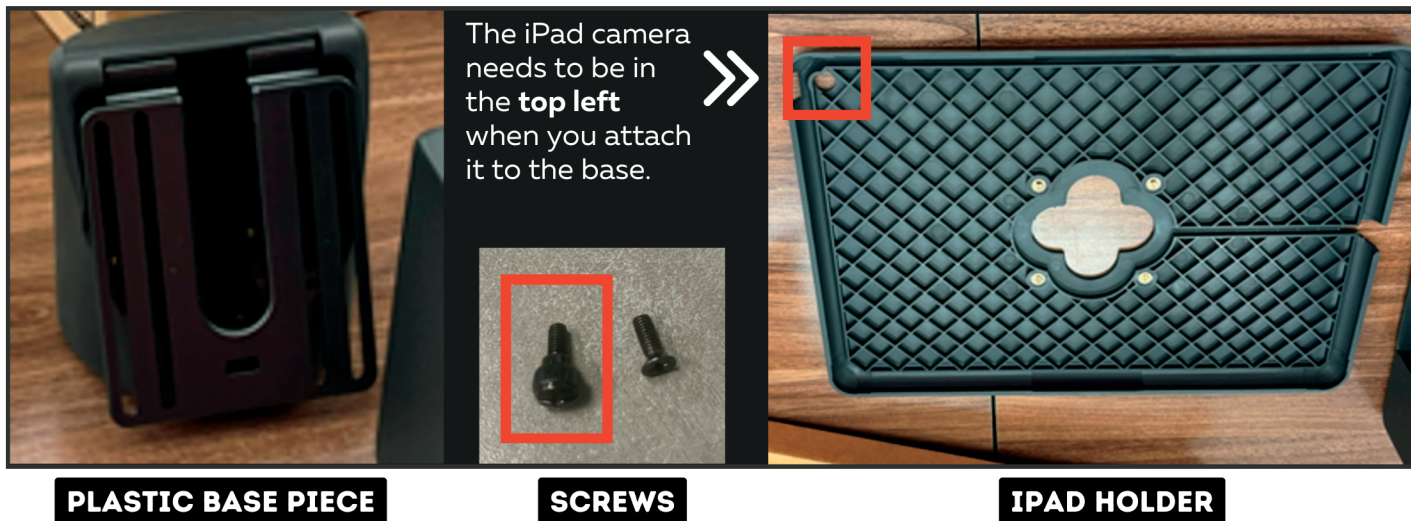 The iPad camera
needs to be in
the top left
when you attach
it to the base.
PLASTIC BASE PIECE
SCREWS
IPAD HOLDER